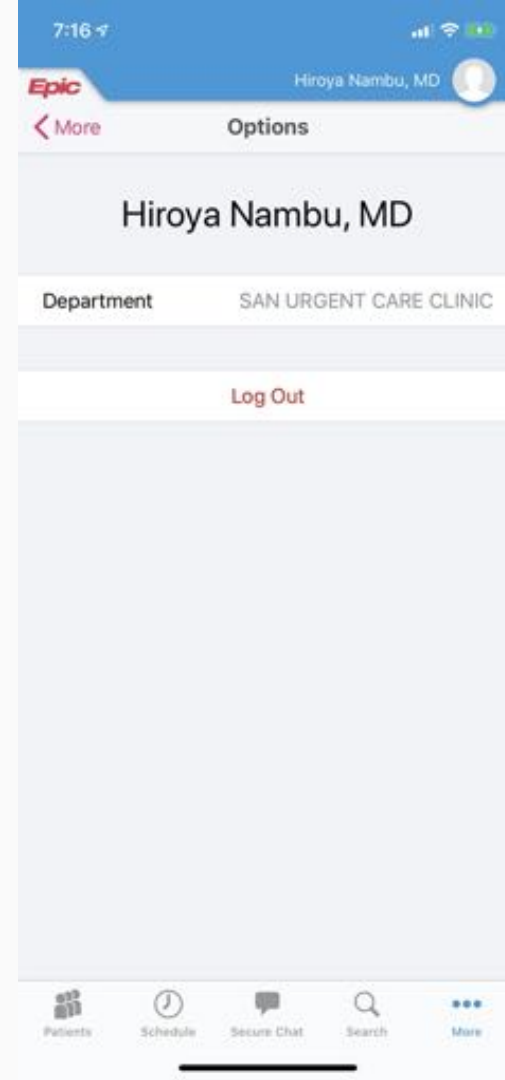 7:16
Epic
Hiroya Nambu, MD
More
Options
Hiroya Nambu, MD
Department SAN URGENT CARE CLINIC
Log Out
Patients Schedule Secure Chat Search More